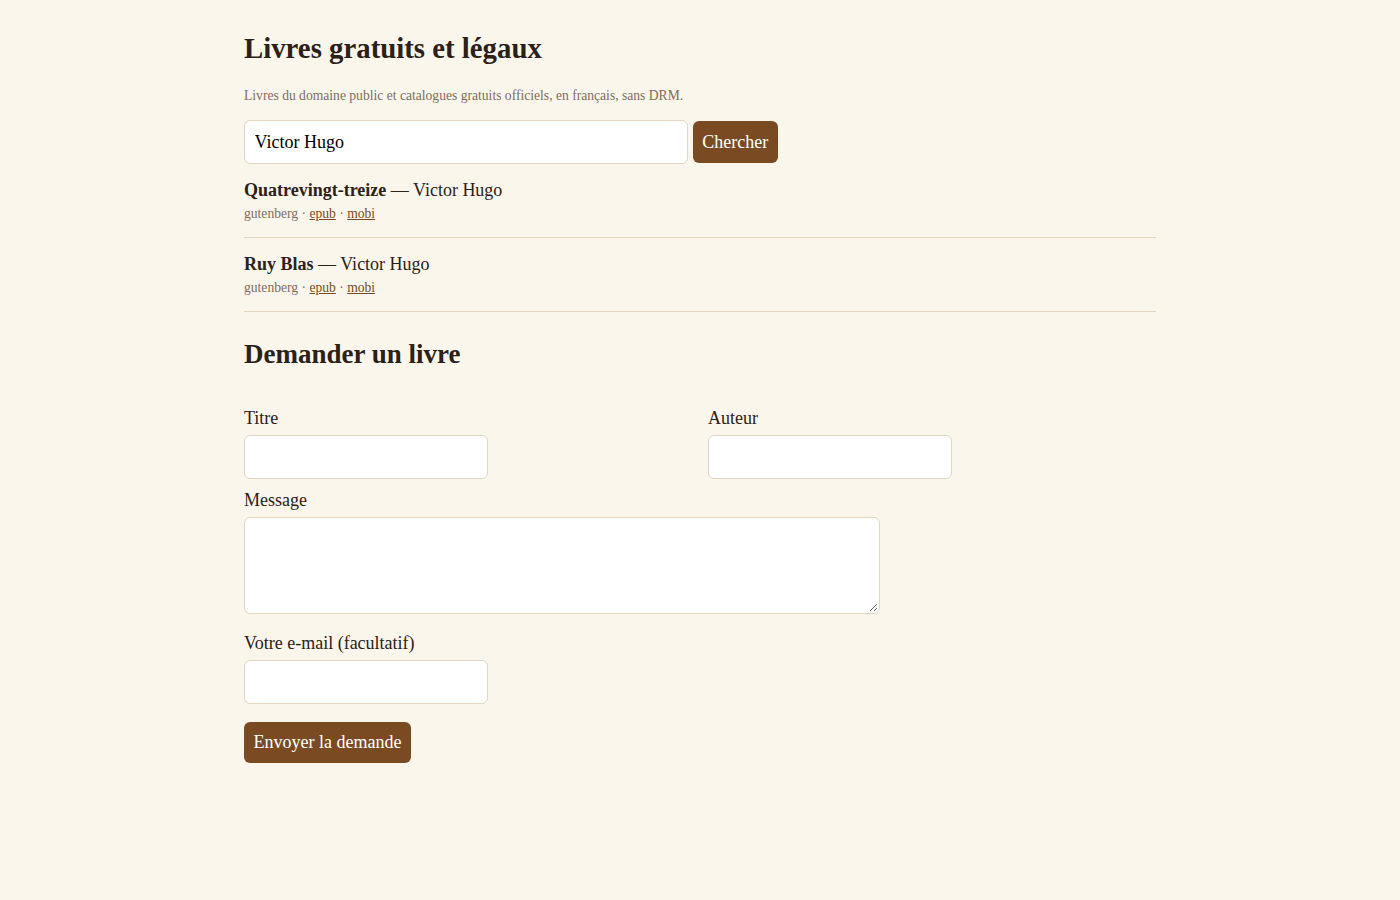 Livres gratuits et légaux
Livres du domaine public et catalogues gratuits officiels, en français, sans DRM.
Victor Hugo
Chercher
Quatrevingt-treize — Victor Hugo
gutenberg · epub · mobi
Ruy Blas — Victor Hugo
gutenberg · epub · mobi
Demander un livre
Titre
Auteur
Message
Votre e-mail (facultatif)
Envoyer la demande